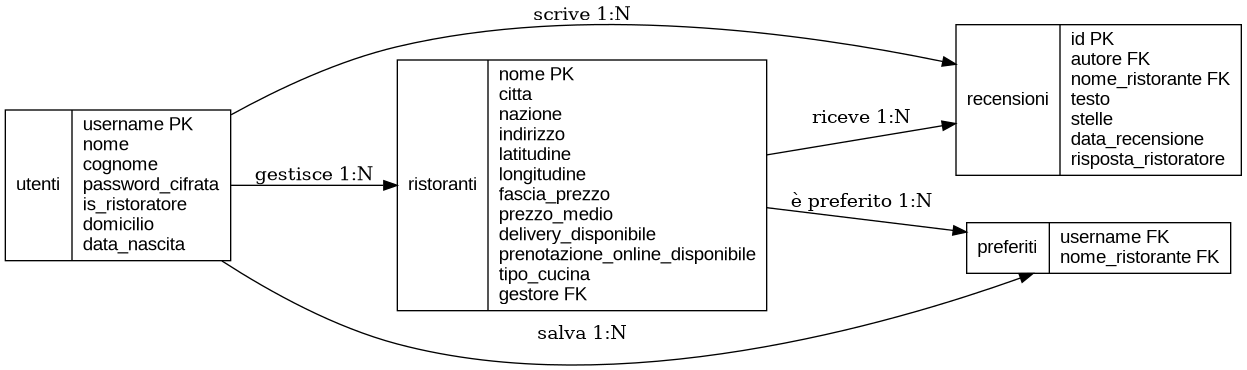 scrive 1:N
utenti
username PK
nome
cognome
password_cifrata
is_ristoratore
domicilio
data_nascita
gestisce 1:N
ristoranti
nome PK
citta
nazione
indirizzo
latitudine
longitudine
fascia_prezzo
prezzo_medio
delivery_disponibile
prenotazione_online_disponibile
tipo_cucina
gestore FK
riceve 1:N
è preferito 1:N
recensioni
id PK
autore FK
nome_ristorante FK
testo
stelle
data_recensione
risposta_ristoratore
preferiti
username FK
nome_ristorante FK
salva 1:N